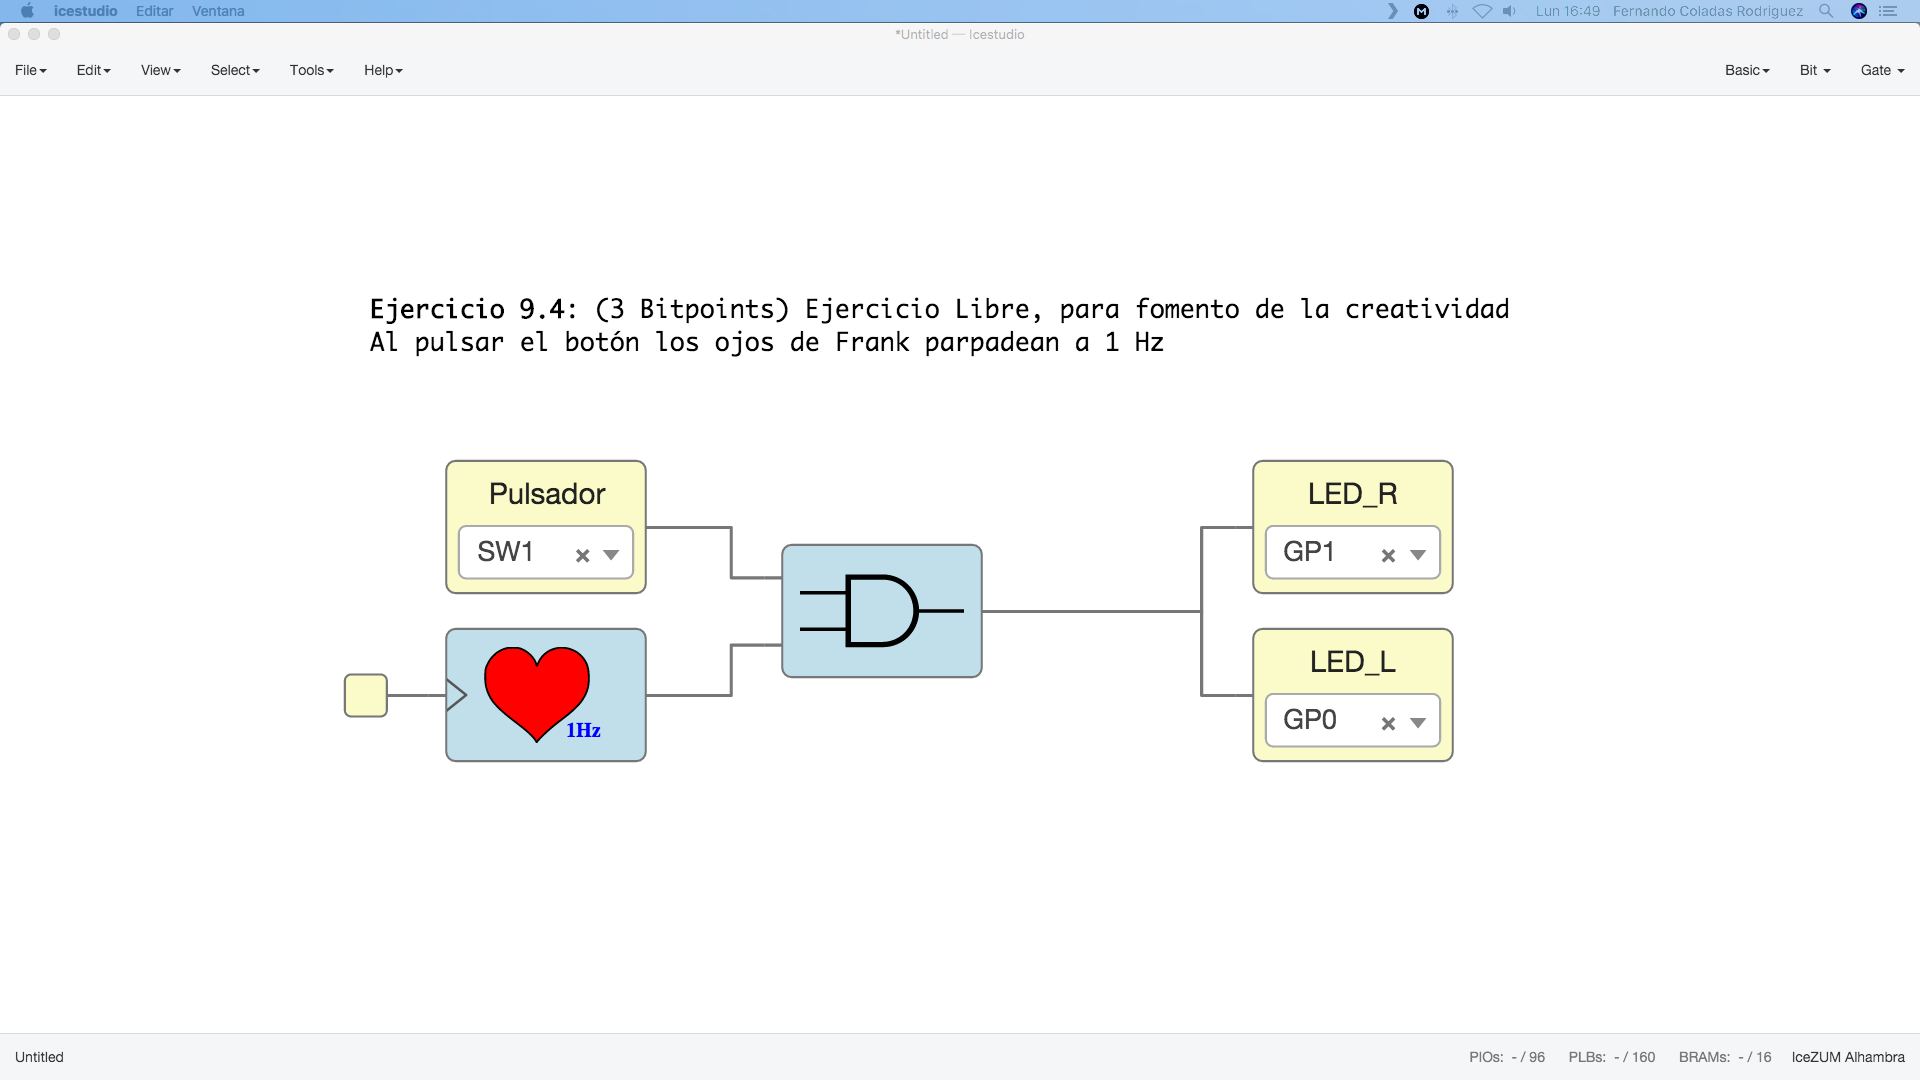 icestudio Editar Ventana
Lun 16:49 Fernando Coladas Rodriguez
*Untitled — Icestudio
File Edit View Select Tools Help
Basic Bit Gate
Ejercicio 9.4: (3 Bitpoints) Ejercicio Libre, para fomento de la creatividad
Al pulsar el botón los ojos de Frank parpadean a 1 Hz
Pulsador
SW1
LED_R
GP1
1Hz
LED_L
GP0
Untitled
PIOs: - / 96 PLBs: - / 160 BRAMs: - / 16 IceZUM Alhambra